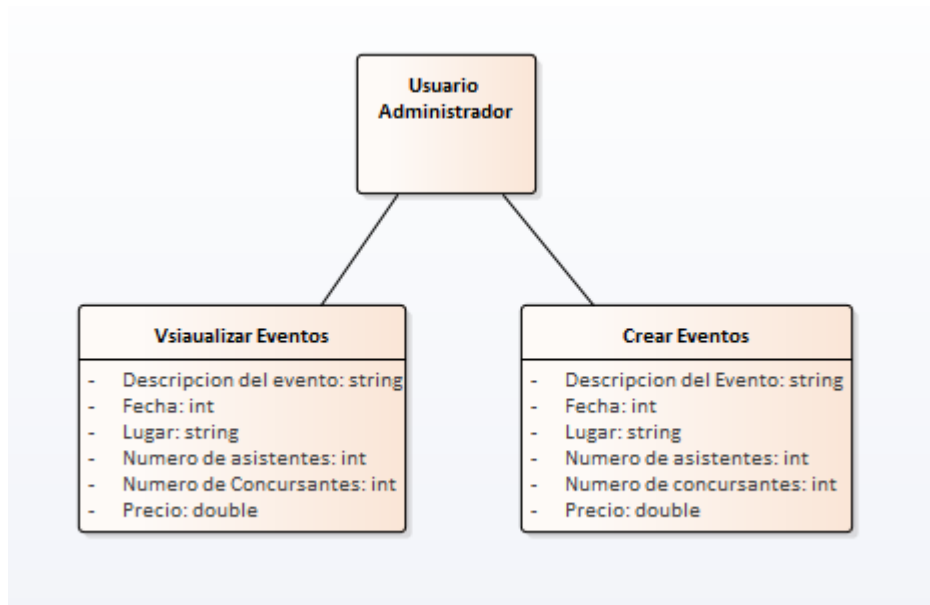 Usuario
Administrador
Vsiaualizar Eventos
- Descripcion del evento: string
- Fecha: int
- Lugar: string
- Numero de asistentes: int
- Numero de Concursantes: int
- Precio: double
Crear Eventos
- Descripcion del Evento: string
- Fecha: int
- Lugar: string
- Numero de asistentes: int
- Numero de concursantes: int
- Precio: double